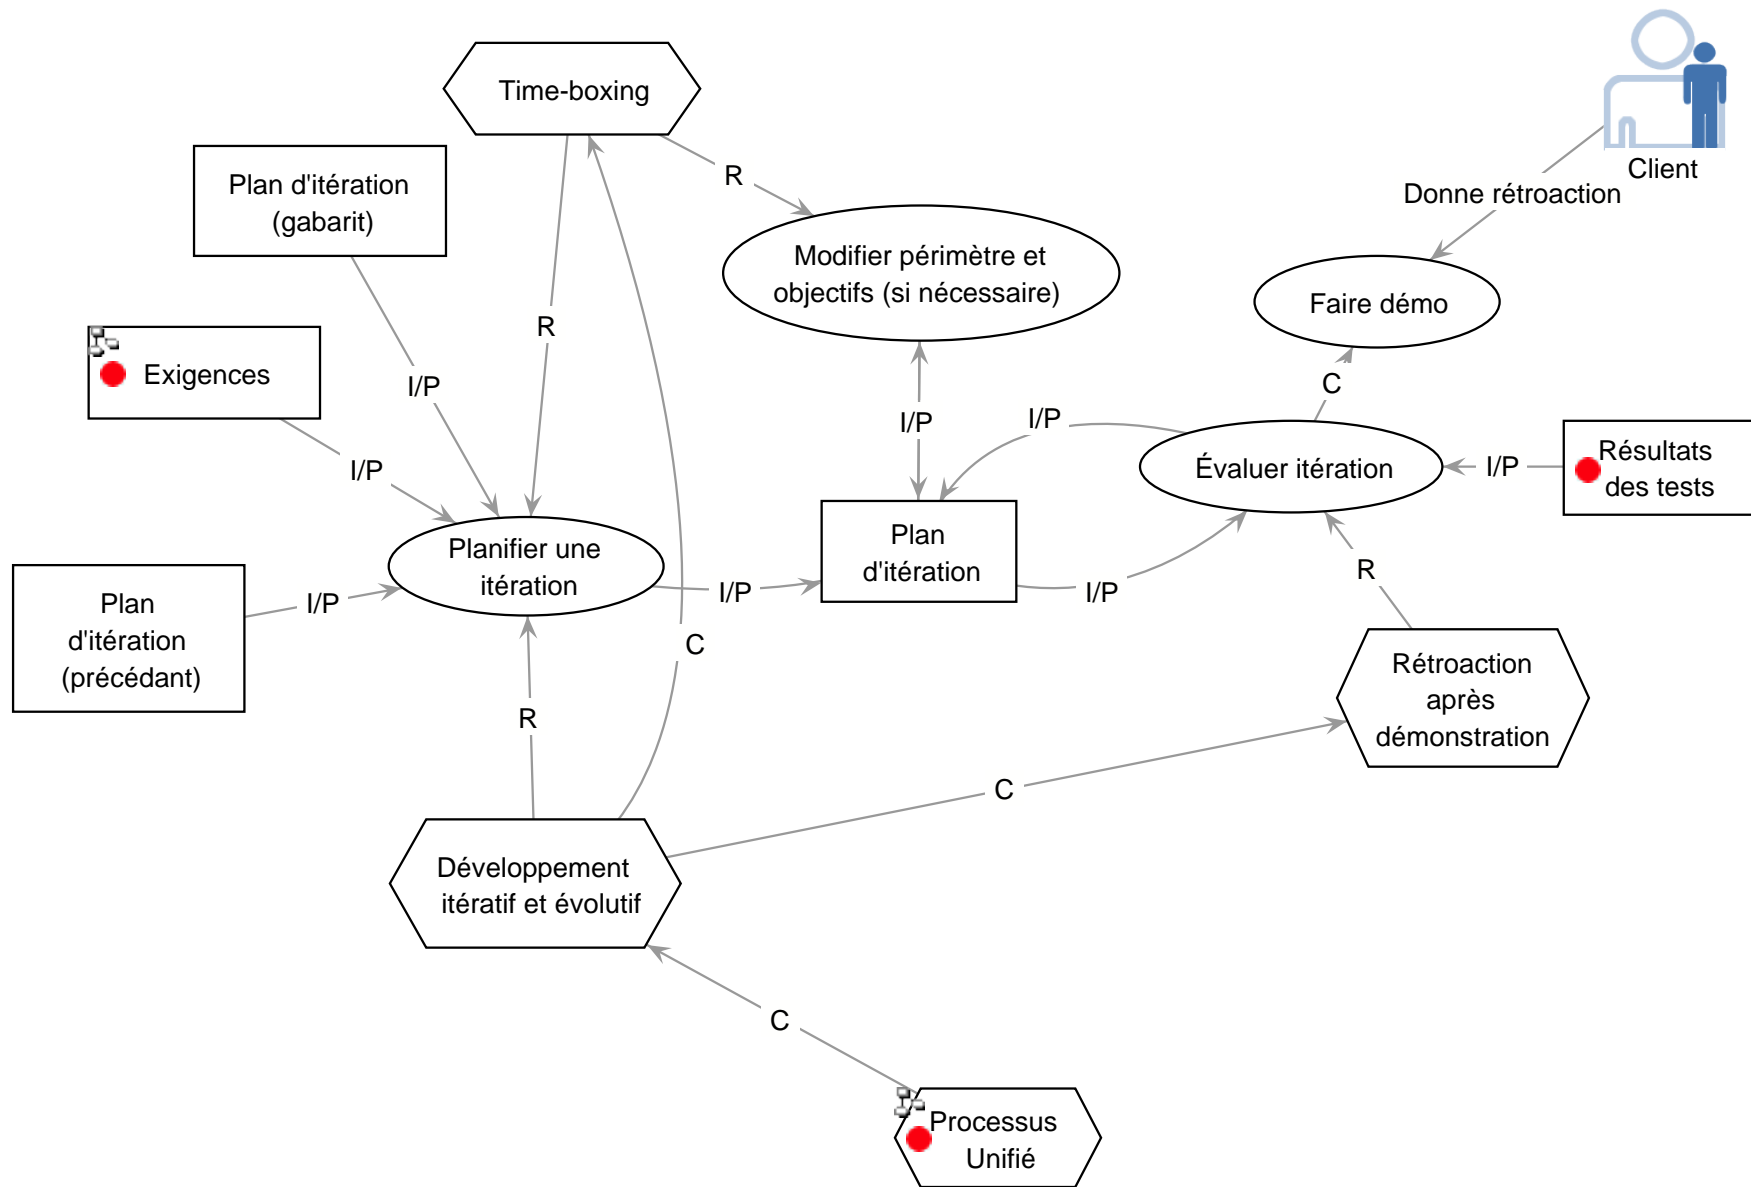 Time-boxing
Client
Plan d'itération
(gabarit)
R
Donne rétroaction
Modifier périmètre et
objectifs (si nécessaire)
Faire démo
R
Exigences
I/P
C
I/P
I/P
I/P
Évaluer itération
I/P
Résultats
des tests
Planifier une
itération
Plan
d'itération
R
I/P
I/P
I/P
Plan
d'itération
(précédant)
C
Rétroaction
après
démonstration
R
C
Développement
itératif et évolutif
C
Processus
Unifié